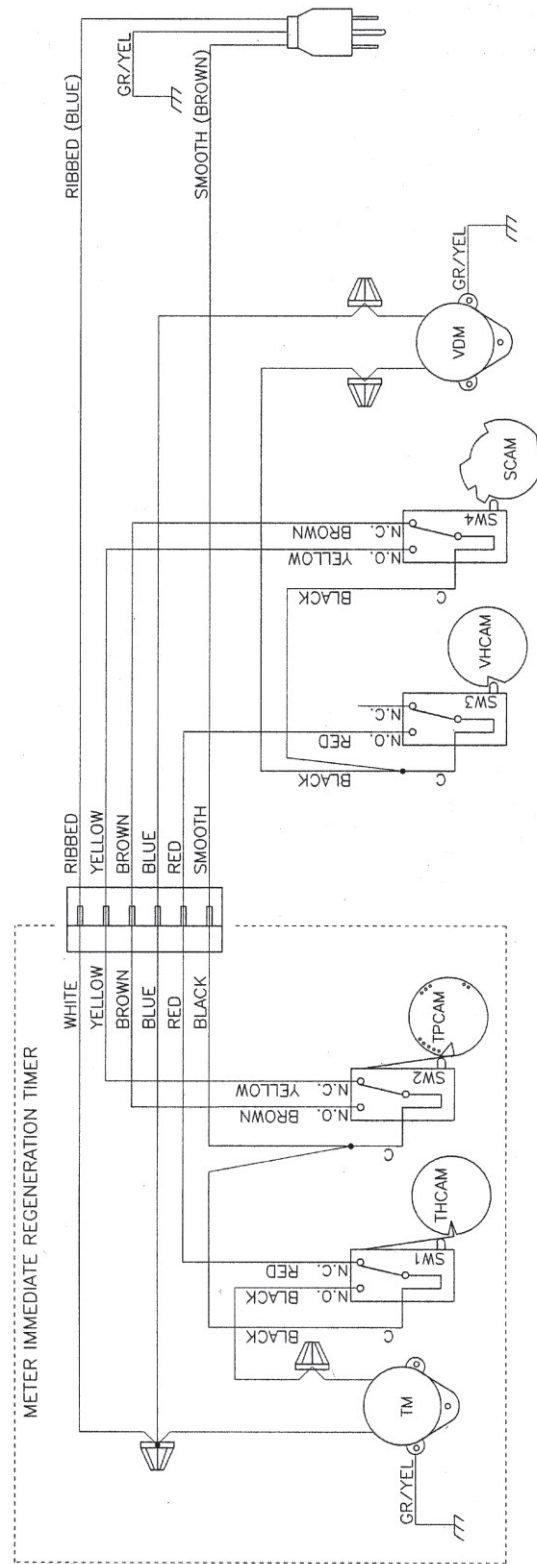 METER IMMEDIATE REGENERATION TIMER
WHITE
YELLOW
BROWN
BLUE
RED
BLACK
RIBBED
YELLOW
BROWN
BLUE
RED
SMOOTH
RIBBED (BLUE)
GR/YEL
SMOOTH (BROWN)
TM
GR/YEL
BLACK
C
BLACK
N.O.
RED
N.C.
SW1
THCAM
C
BROWN
N.O.
YELLOW
N.C.
SW2
TPCAM
BLACK
C
RED
N.O.
N.C.
SW3
VHCAM
BLACK
C
YELLOW
N.O.
BROWN
N.C.
SW4
SCAM
VDM
GR/YEL